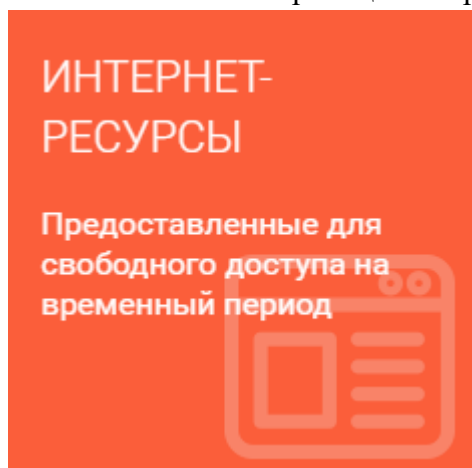 ИНТЕРНЕТ-
РЕСУРСЫ
Предоставленные для
свободного доступа на
временный период